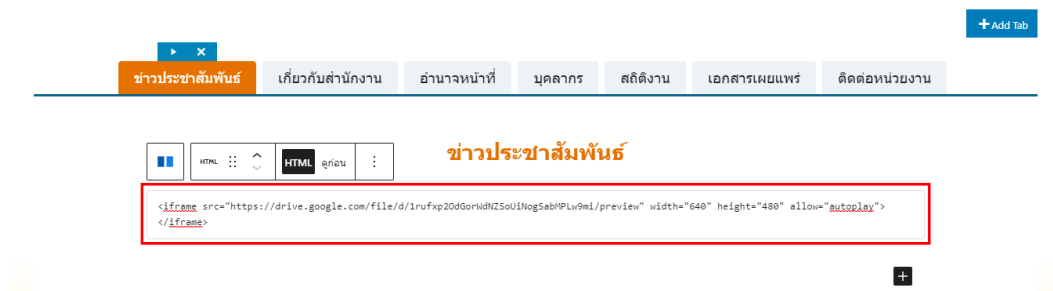 + Add Tab
ข่าวประชาสัมพันธ์ เกี่ยวกับสำนักงาน อำนาจหน้าที่ บุคลากร สถิติงาน เอกสารเผยแพร่ ติดต่อหน่วยงาน
ข่าวประชาสัมพันธ์
HTML HTML ดูก่อน
<iframe src="https://drive.google.com/file/d/1rufxp2OdGorWdNZSoUiNogSabMPLw9mi/preview" width="640" height="480" allow="autoplay">
</iframe>